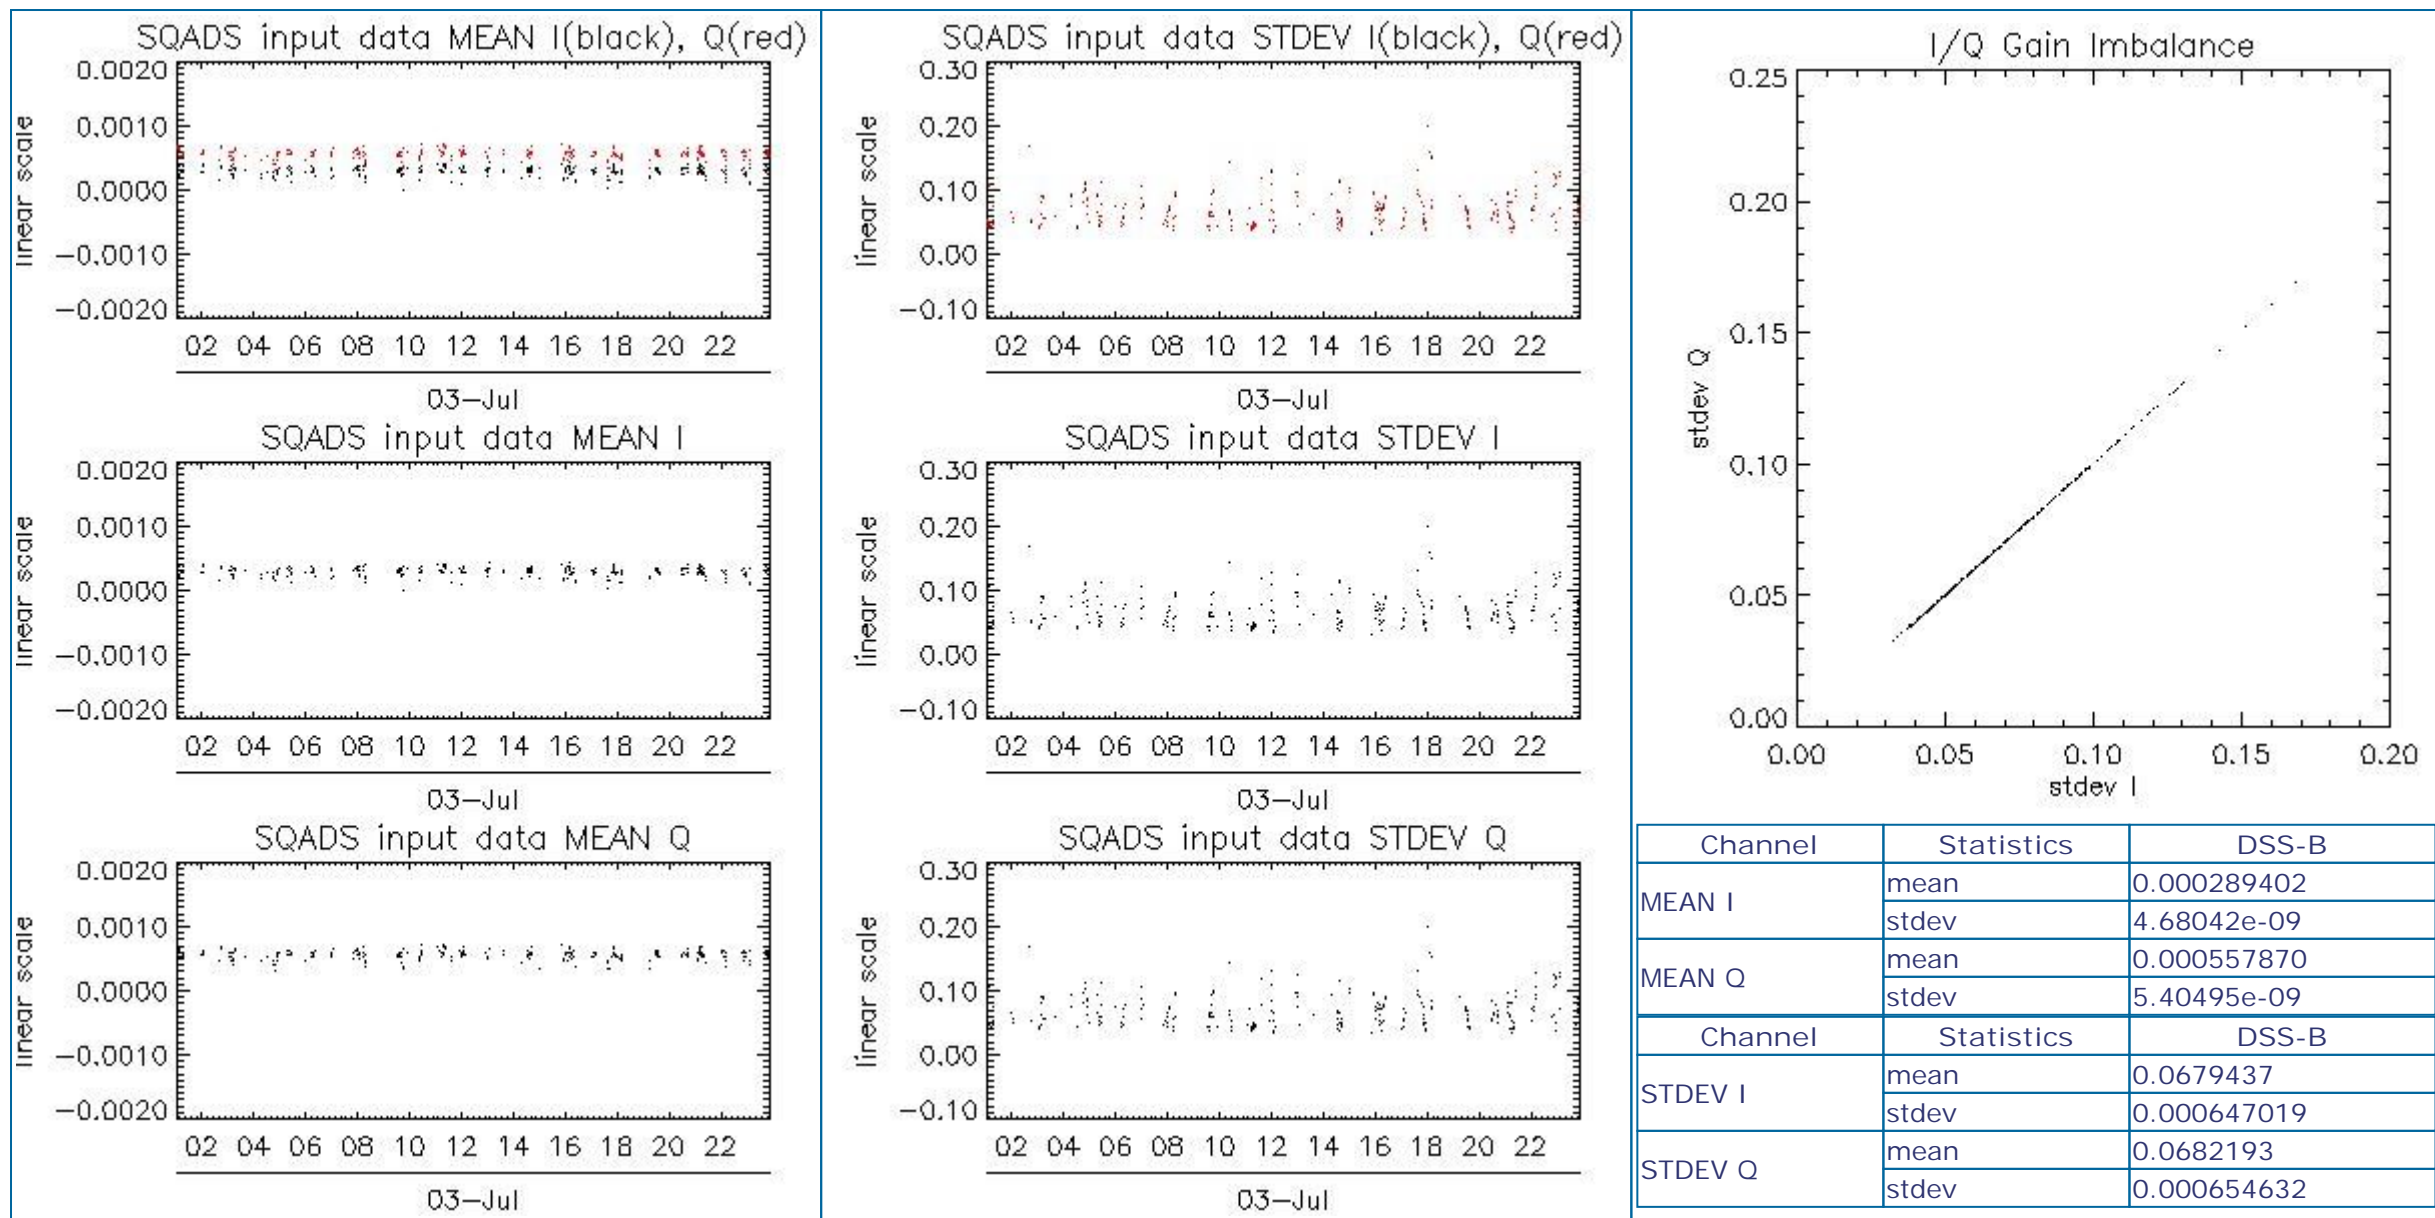 SQADS input data MEAN I(black), Q(red)
linear scale
0.0020
0.0010
0.0000
-0.0010
-0.0020
02 04 06 08 10 12 14 16 18 20 22
03-Jul
SQADS input data MEAN I
linear scale
0.0020
0.0010
0.0000
-0.0010
-0.0020
02 04 06 08 10 12 14 16 18 20 22
03-Jul
SQADS input data MEAN Q
linear scale
0.0020
0.0010
0.0000
-0.0010
-0.0020
02 04 06 08 10 12 14 16 18 20 22
03-Jul
SQADS input data STDEV I(black), Q(red)
linear scale
0.30
0.20
0.10
0.00
-0.10
02 04 06 08 10 12 14 16 18 20 22
03-Jul
SQADS input data STDEV I
linear scale
0.30
0.20
0.10
0.00
-0.10
02 04 06 08 10 12 14 16 18 20 22
03-Jul
SQADS input data STDEV Q
linear scale
0.30
0.20
0.10
0.00
-0.10
02 04 06 08 10 12 14 16 18 20 22
03-Jul
I/Q Gain Imbalance
stdev Q
0.25
0.20
0.15
0.10
0.05
0.00
0.00 0.05 0.10 0.15 0.20
stdev I
Channel Statistics DSS-B
MEAN I mean 0.000289402
stdev 4.68042e-09
MEAN Q mean 0.000557870
stdev 5.40495e-09
Channel Statistics DSS-B
STDEV I mean 0.0679437
stdev 0.000647019
STDEV Q mean 0.0682193
stdev 0.000654632